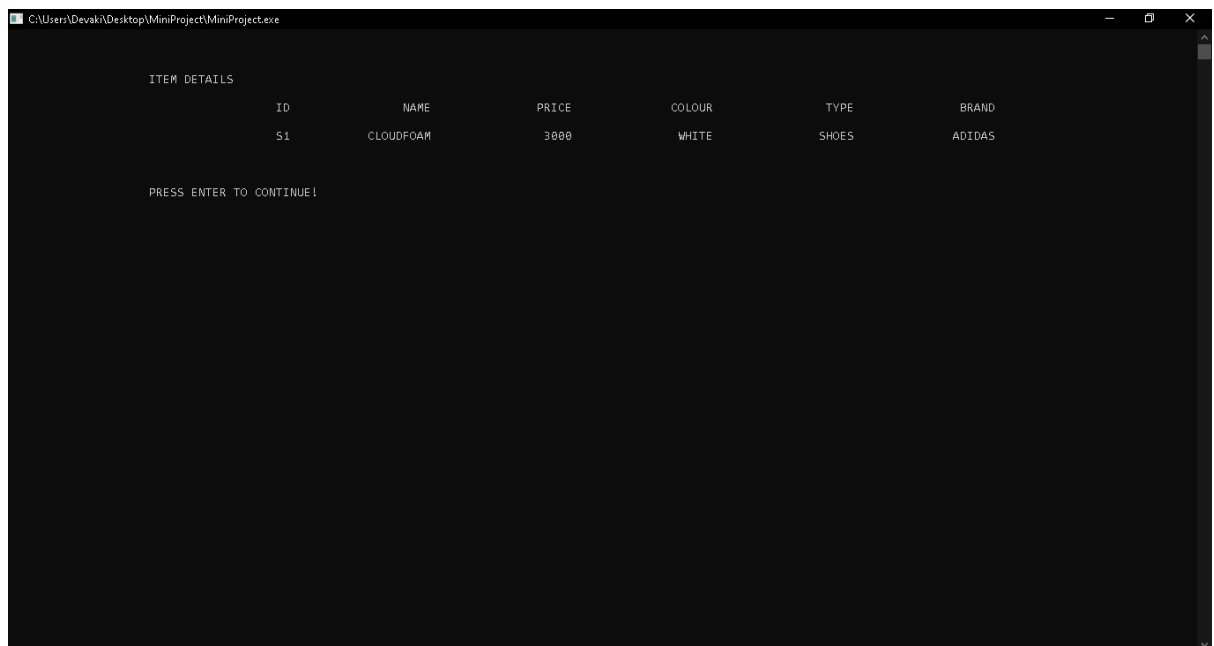 C:\Users\Devaki\Desktop\MiniProject\MiniProject.exe
ITEM DETAILS
ID NAME PRICE COLOUR TYPE BRAND
S1 CLOUDFOAM 3000 WHITE SHOES ADIDAS
PRESS ENTER TO CONTINUE!